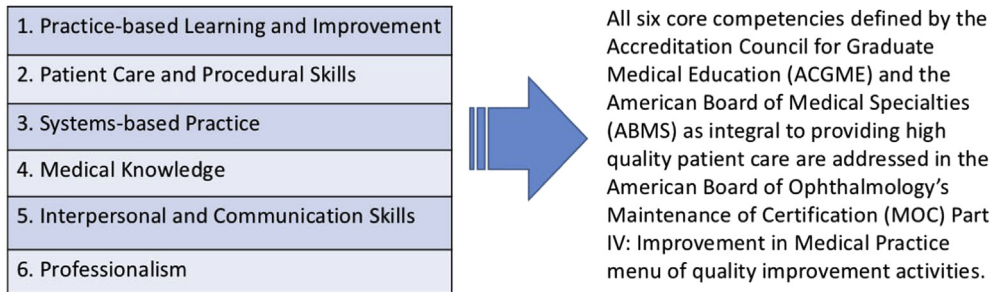 1. Practice-based Learning and Improvement
2. Patient Care and Procedural Skills
3. Systems-based Practice
4. Medical Knowledge
5. Interpersonal and Communication Skills
6. Professionalism
All six core competencies defined by the
Accreditation Council for Graduate
Medical Education (ACGME) and the
American Board of Medical Specialties
(ABMS) as integral to providing high
quality patient care are addressed in the
American Board of Ophthalmology’s
Maintenance of Certification (MOC) Part
IV: Improvement in Medical Practice
menu of quality improvement activities.